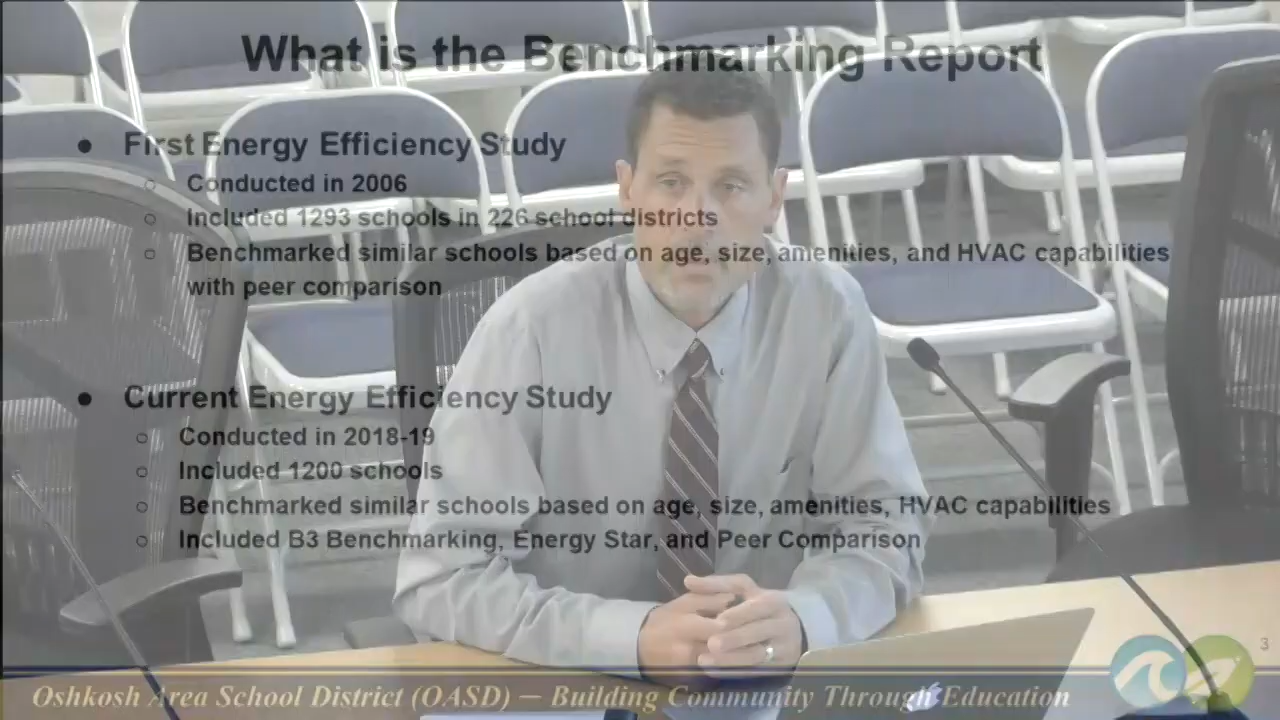 What is the Benchmarking Report
● First Energy Efficiency Study
○ Conducted in 2006
○ Included 1293 schools in 226 school districts
○ Benchmarked similar schools based on age, size, amenities, and HVAC capabilities
with peer comparison
● Current Energy Efficiency Study
○ Conducted in 2018-19
○ Included 1200 schools
○ Benchmarked similar schools based on age, size, amenities, HVAC capabilities
○ Included B3 Benchmarking, Energy Star, and Peer Comparison
3
Oshkosh Area School District (OASD) — Building Community Through Education